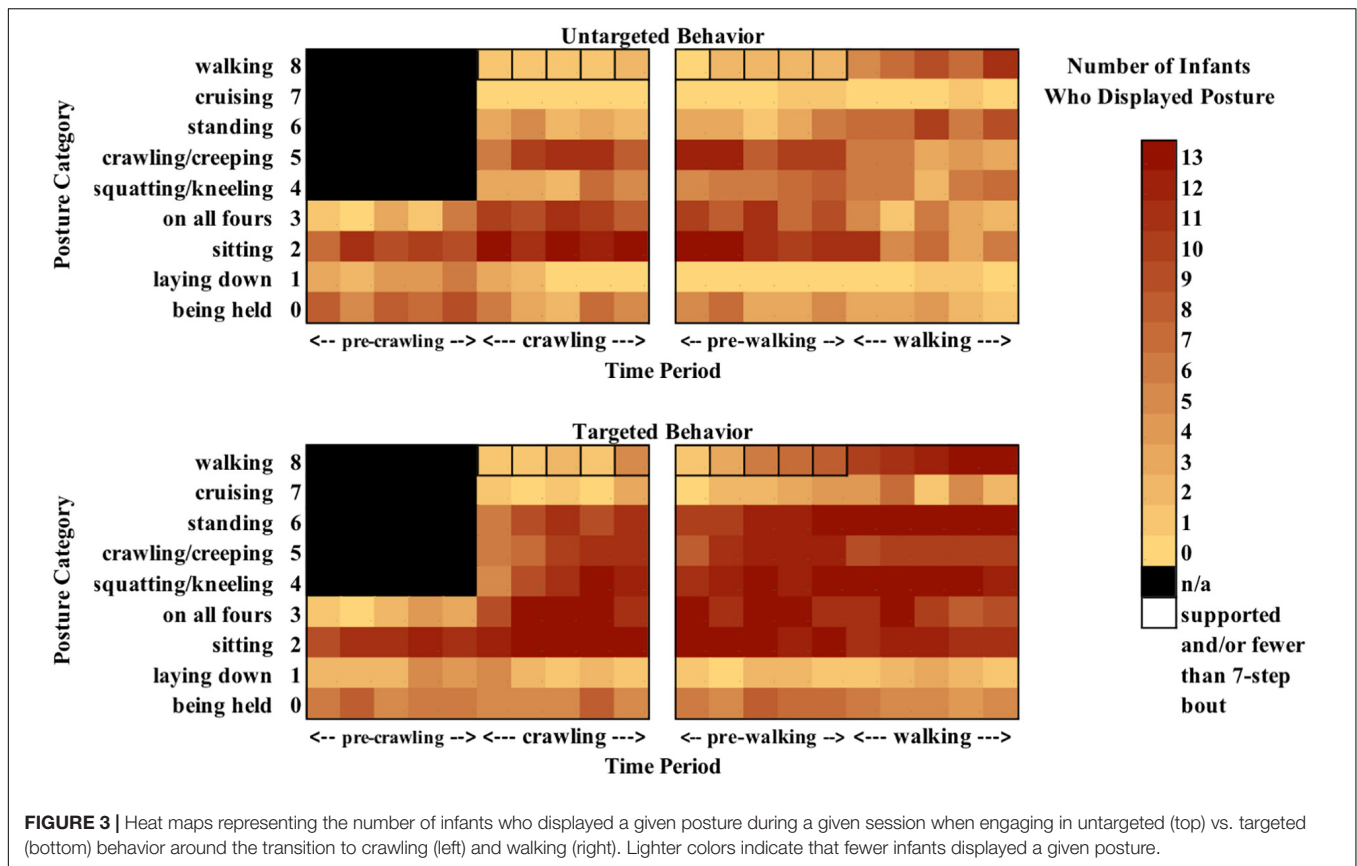 Untargeted Behavior
Posture Category
walking 8
cruising 7
standing 6
crawling/creeping 5
squatting/kneeling 4
on all fours 3
sitting 2
laying down 1
being held 0
<-- pre-crawling --> <--- crawling ---> <-- pre-walking --> <--- walking --->
Time Period
Targeted Behavior
Posture Category
walking 8
cruising 7
standing 6
crawling/creeping 5
squatting/kneeling 4
on all fours 3
sitting 2
laying down 1
being held 0
<-- pre-crawling --> <--- crawling ---> <-- pre-walking --> <--- walking --->
Time Period
Number of Infants
Who Displayed Posture
13
12
11
10
9
8
7
6
5
4
3
2
1
0
n/a
supported
and/or fewer
than 7-step
bout
FIGURE 3 | Heat maps representing the number of infants who displayed a given posture during a given session when engaging in untargeted (top) vs. targeted
(bottom) behavior around the transition to crawling (left) and walking (right). Lighter colors indicate that fewer infants displayed a given posture.